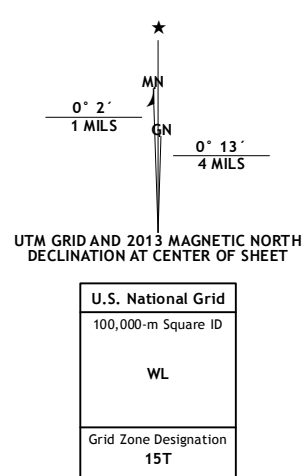 ★
MN
0° 2´
1 MILS
GN
0° 13´
4 MILS
UTM GRID AND 2013 MAGNETIC NORTH
DECLINATION AT CENTER OF SHEET
U.S. National Grid
100,000-m Square ID
WL
Grid Zone Designation
15T